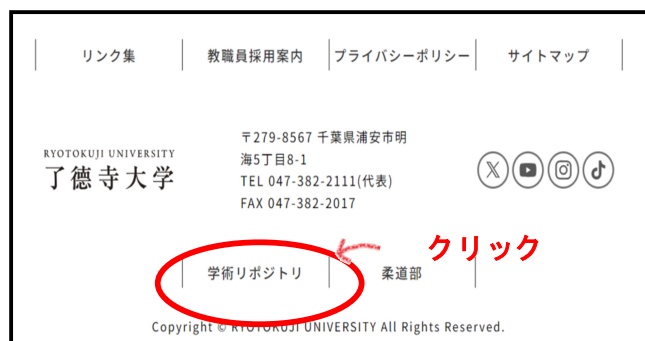 リンク集 教職員採用案内 プライバシーポリシー サイトマップ
RYOTOKUJI UNIVERSITY
了德寺大学
〒279-8567 千葉県浦安市明
海5丁目8-1
TEL 047-382-2111(代表)
FAX 047-382-2017
クリック
学術リポジトリ 柔道部
Copyright © RYOTOKUJI UNIVERSITY All Rights Reserved.